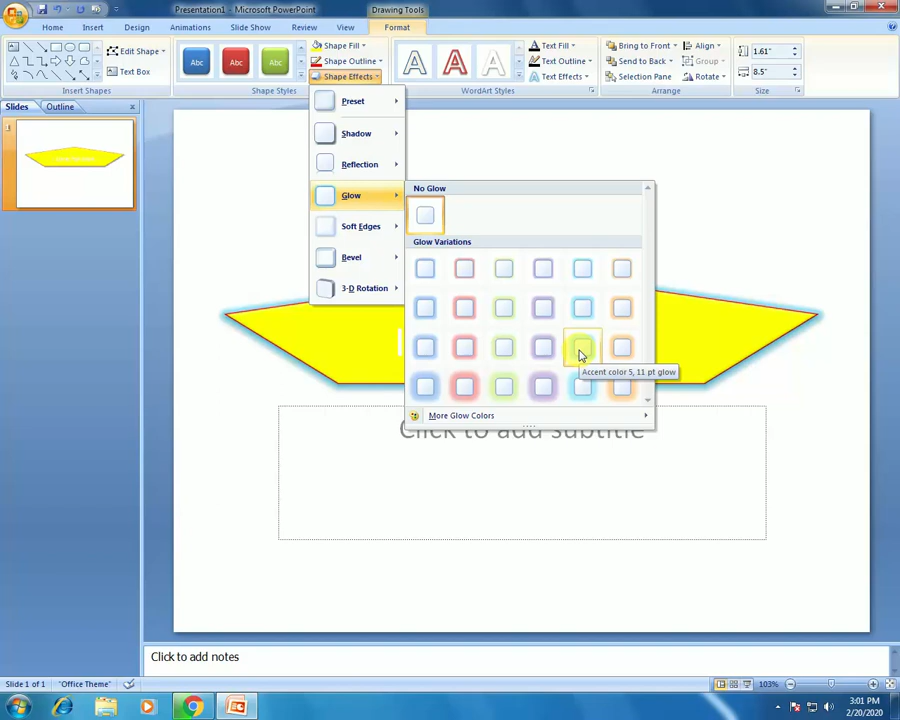 Presentation1 - Microsoft PowerPoint
Drawing Tools
Home
Insert
Design
Animations
Slide Show
Review
View
Format
Edit Shape
Text Box
Insert Shapes
Abc
Abc
Abc
Shape Fill
Shape Outline
Shape Effects
Shape Styles
A
A
A
Text Fill
Text Outline
Text Effects
WordArt Styles
Bring to Front
Send to Back
Selection Pane
Align
Group
Rotate
Arrange
1.61"
8.5"
Size
Slides
Outline
1
Preset
Shadow
Reflection
Glow
Soft Edges
Bevel
3-D Rotation
No Glow
Glow Variations
Accent color 5, 11 pt glow
More Glow Colors
Click to add subtitle
Click to add notes
Slide 1 of 1
"Office Theme"
103%
3:01 PM
2/20/2020